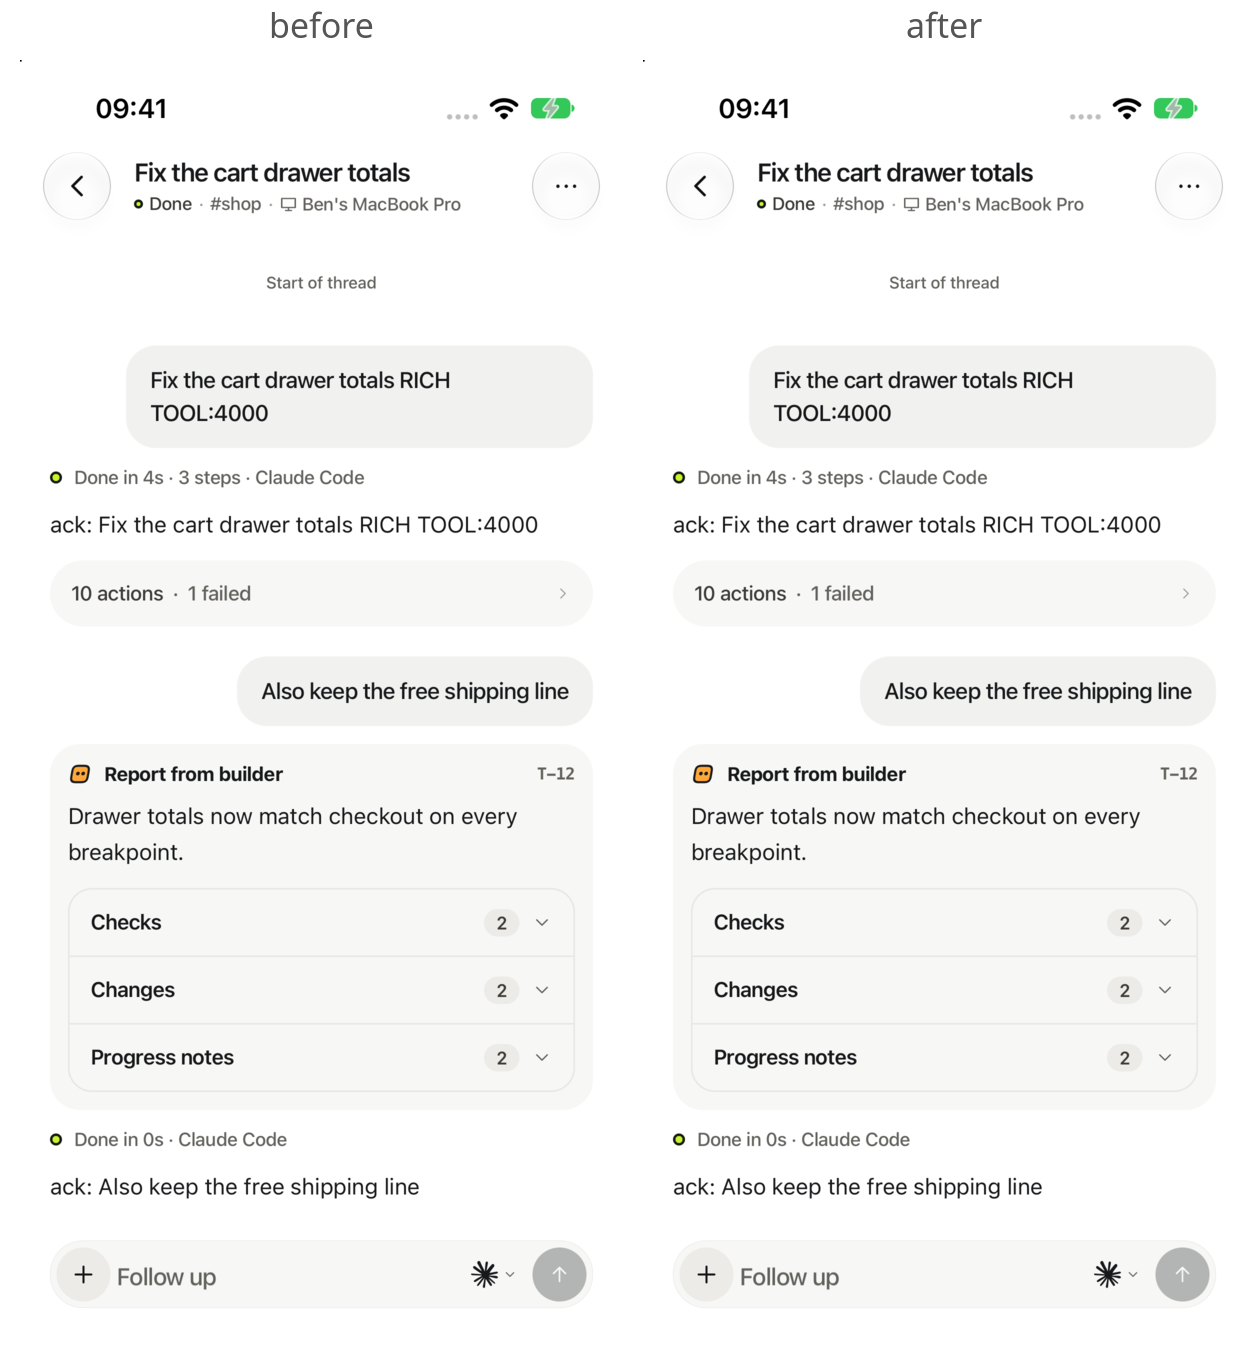 before
09:41
Fix the cart drawer totals
Done · #shop · Ben's MacBook Pro
Start of thread
Fix the cart drawer totals RICH
TOOL:4000
Done in 4s · 3 steps · Claude Code
ack: Fix the cart drawer totals RICH TOOL:4000
10 actions · 1 failed
Also keep the free shipping line
Report from builder T-12
Drawer totals now match checkout on every
breakpoint.
Checks 2
Changes 2
Progress notes 2
Done in 0s · Claude Code
ack: Also keep the free shipping line
Follow up
after
09:41
Fix the cart drawer totals
Done · #shop · Ben's MacBook Pro
Start of thread
Fix the cart drawer totals RICH
TOOL:4000
Done in 4s · 3 steps · Claude Code
ack: Fix the cart drawer totals RICH TOOL:4000
10 actions · 1 failed
Also keep the free shipping line
Report from builder T-12
Drawer totals now match checkout on every
breakpoint.
Checks 2
Changes 2
Progress notes 2
Done in 0s · Claude Code
ack: Also keep the free shipping line
Follow up